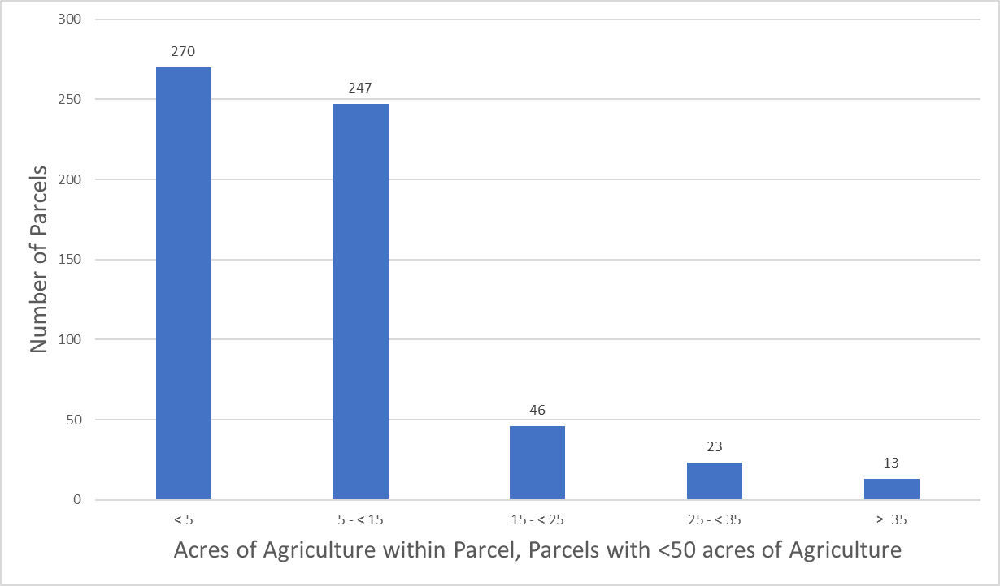 300
250
200
150
100
50
0
Number of Parcels
270
247
46
23
13
< 5
5 - < 15
15 - < 25
25 - < 35
≥ 35
Acres of Agriculture within Parcel, Parcels with <50 acres of Agriculture